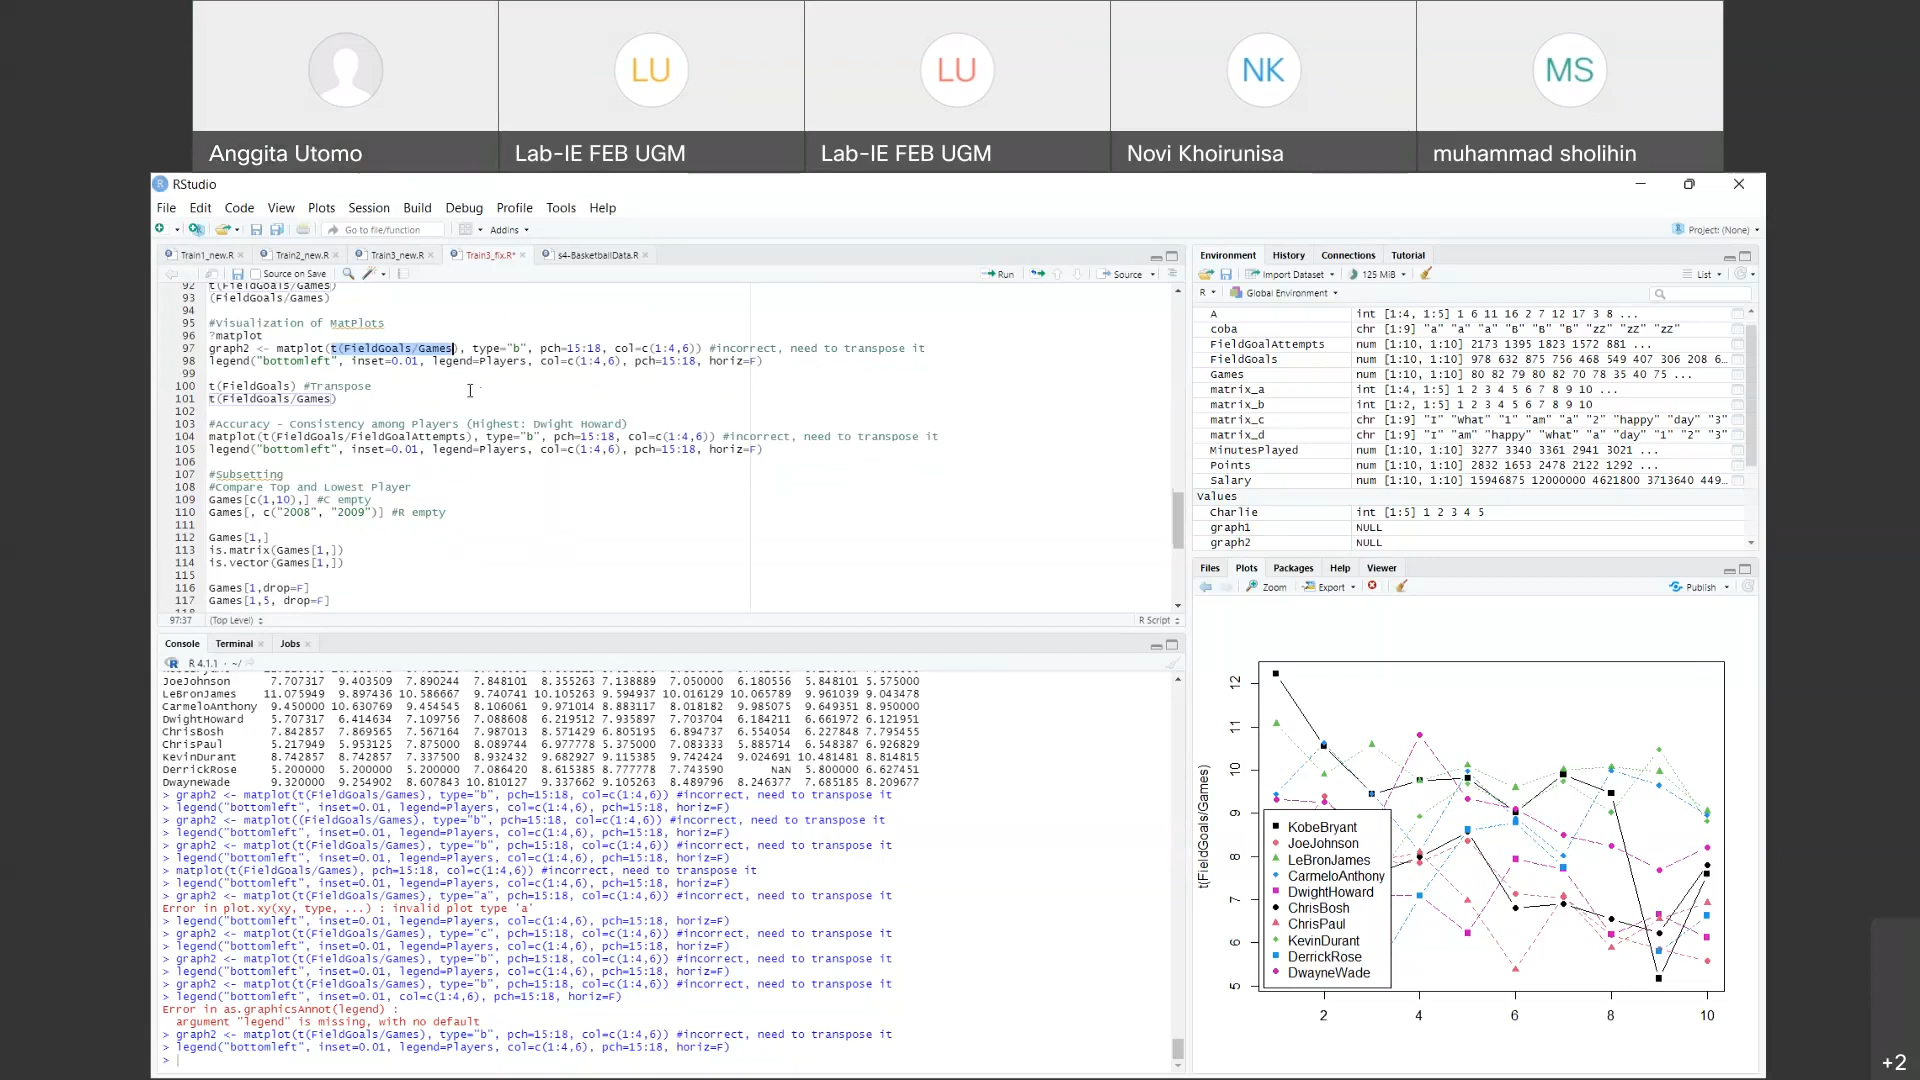 LU
LU
NK
MS
Anggita Utomo
Lab-IE FEB UGM
Lab-IE FEB UGM
Novi Khoirunisa
muhammad sholihin
RStudio
File Edit Code View Plots Session Build Debug Profile Tools Help
Go to file/function
Addins
Project: (None)
Train1_new.R
Train2_new.R
Train3_new.R
Train3_fix.R*
s4-BasketballData.R
Source on Save
Run
Source
92 t(FieldGoals/Games)
93 (FieldGoals/Games)
94
95 #Visualization of MatPlots
96 ?matplot
97 graph2 <- matplot(t(FieldGoals/Games), type="b", pch=15:18, col=c(1:4,6)) #incorrect, need to transpose it
98 legend("bottomleft", inset=0.01, legend=Players, col=c(1:4,6), pch=15:18, horiz=F)
99
100 t(FieldGoals) #Transpose
101 t(FieldGoals/Games)
102
103 #Accuracy - Consistency among Players (Highest: Dwight Howard)
104 matplot(t(FieldGoals/FieldGoalAttempts), type="b", pch=15:18, col=c(1:4,6)) #incorrect, need to transpose it
105 legend("bottomleft", inset=0.01, legend=Players, col=c(1:4,6), pch=15:18, horiz=F)
106
107 #Subsetting
108 #Compare Top and Lowest Player
109 Games[c(1,10),] #C empty
110 Games[, c("2008", "2009")] #R empty
111
112 Games[1,]
113 is.matrix(Games[1,])
114 is.vector(Games[1,])
115
116 Games[1,drop=F]
117 Games[1,5, drop=F]
118
97:37 (Top Level)
R Script
Console Terminal Jobs
R 4.1.1 · ~/
JoeJohnson 7.707317 9.403509 7.890244 7.848101 8.355263 7.138889 7.050000 6.180556 5.848101 5.575000
LeBronJames 11.075949 9.897436 10.586667 9.740741 10.105263 9.594937 10.016129 10.065789 9.961039 9.043478
CarmeloAnthony 9.450000 10.630769 9.454545 8.106061 9.971014 8.883117 8.018182 9.985075 9.649351 8.950000
DwightHoward 5.707317 6.414634 7.109756 7.088608 6.219512 7.935897 7.703704 6.184211 6.661972 6.121951
ChrisBosh 7.842857 7.869565 7.567164 7.987013 8.571429 6.805195 6.894737 6.554054 6.227848 7.795455
ChrisPaul 5.217949 5.953125 7.875000 8.089744 6.977778 5.375000 7.083333 5.885714 6.548387 6.926829
KevinDurant 8.742857 8.742857 7.337500 8.932432 9.682927 9.115385 9.742424 9.024691 10.481481 8.814815
DerrickRose 5.200000 5.200000 5.200000 7.086420 8.615385 8.777778 7.743590 NaN 5.800000 6.627451
DwayneWade 9.320000 9.254902 8.607843 10.810127 9.337662 9.105263 8.489796 8.246377 7.685185 8.209677
> graph2 <- matplot(t(FieldGoals/Games), type="b", pch=15:18, col=c(1:4,6)) #incorrect, need to transpose it
> legend("bottomleft", inset=0.01, legend=Players, col=c(1:4,6), pch=15:18, horiz=F)
> graph2 <- matplot((FieldGoals/Games), type="b", pch=15:18, col=c(1:4,6)) #incorrect, need to transpose it
> legend("bottomleft", inset=0.01, legend=Players, col=c(1:4,6), pch=15:18, horiz=F)
> graph2 <- matplot(t(FieldGoals/Games), type="b", pch=15:18, col=c(1:4,6)) #incorrect, need to transpose it
> legend("bottomleft", inset=0.01, legend=Players, col=c(1:4,6), pch=15:18, horiz=F)
> matplot(t(FieldGoals/Games), pch=15:18, col=c(1:4,6)) #incorrect, need to transpose it
> legend("bottomleft", inset=0.01, legend=Players, col=c(1:4,6), pch=15:18, horiz=F)
> graph2 <- matplot(t(FieldGoals/Games), type="a", pch=15:18, col=c(1:4,6)) #incorrect, need to transpose it
Error in plot.xy(xy, type, ...) : invalid plot type 'a'
> legend("bottomleft", inset=0.01, legend=Players, col=c(1:4,6), pch=15:18, horiz=F)
> graph2 <- matplot(t(FieldGoals/Games), type="c", pch=15:18, col=c(1:4,6)) #incorrect, need to transpose it
> legend("bottomleft", inset=0.01, legend=Players, col=c(1:4,6), pch=15:18, horiz=F)
> graph2 <- matplot(t(FieldGoals/Games), type="b", pch=15:18, col=c(1:4,6)) #incorrect, need to transpose it
> legend("bottomleft", inset=0.01, legend=Players, col=c(1:4,6), pch=15:18, horiz=F)
> graph2 <- matplot(t(FieldGoals/Games), type="b", pch=15:18, col=c(1:4,6)) #incorrect, need to transpose it
> legend("bottomleft", inset=0.01, col=c(1:4,6), pch=15:18, horiz=F)
Error in as.graphicsAnnot(legend) :
argument "legend" is missing, with no default
> graph2 <- matplot(t(FieldGoals/Games), type="b", pch=15:18, col=c(1:4,6)) #incorrect, need to transpose it
> legend("bottomleft", inset=0.01, legend=Players, col=c(1:4,6), pch=15:18, horiz=F)
>
Environment History Connections Tutorial
Import Dataset
125 MiB
List
R
Global Environment
A int [1:4, 1:5] 1 6 11 16 2 7 12 17 3 8 ...
coba chr [1:9] "a" "a" "a" "B" "B" "B" "zZ" "zZ" "zZ"
FieldGoalAttempts num [1:10, 1:10] 2173 1395 1823 1572 881 ...
FieldGoals num [1:10, 1:10] 978 632 875 756 468 549 407 306 208 6...
Games num [1:10, 1:10] 80 82 79 80 82 70 78 35 40 75 ...
matrix_a int [1:4, 1:5] 1 2 3 4 5 6 7 8 9 10 ...
matrix_b int [1:2, 1:5] 1 2 3 4 5 6 7 8 9 10
matrix_c chr [1:9] "I" "what" "1" "am" "a" "2" "happy" "day" "3"
matrix_d chr [1:9] "I" "am" "happy" "what" "a" "day" "1" "2" "3"
MinutesPlayed num [1:10, 1:10] 3277 3340 3361 2941 3021 ...
Points num [1:10, 1:10] 2832 1653 2478 2122 1292 ...
Salary num [1:10, 1:10] 15946875 12000000 4621800 3713640 449...
Values
Charlie int [1:5] 1 2 3 4 5
graph1 NULL
graph2 NULL
Files Plots Packages Help Viewer
Zoom
Export
Publish
t(FieldGoals/Games)
12
11
10
9
8
7
6
5
KobeBryant
JoeJohnson
LeBronJames
CarmeloAnthony
DwightHoward
ChrisBosh
ChrisPaul
KevinDurant
DerrickRose
DwayneWade
2 4 6 8 10
+2